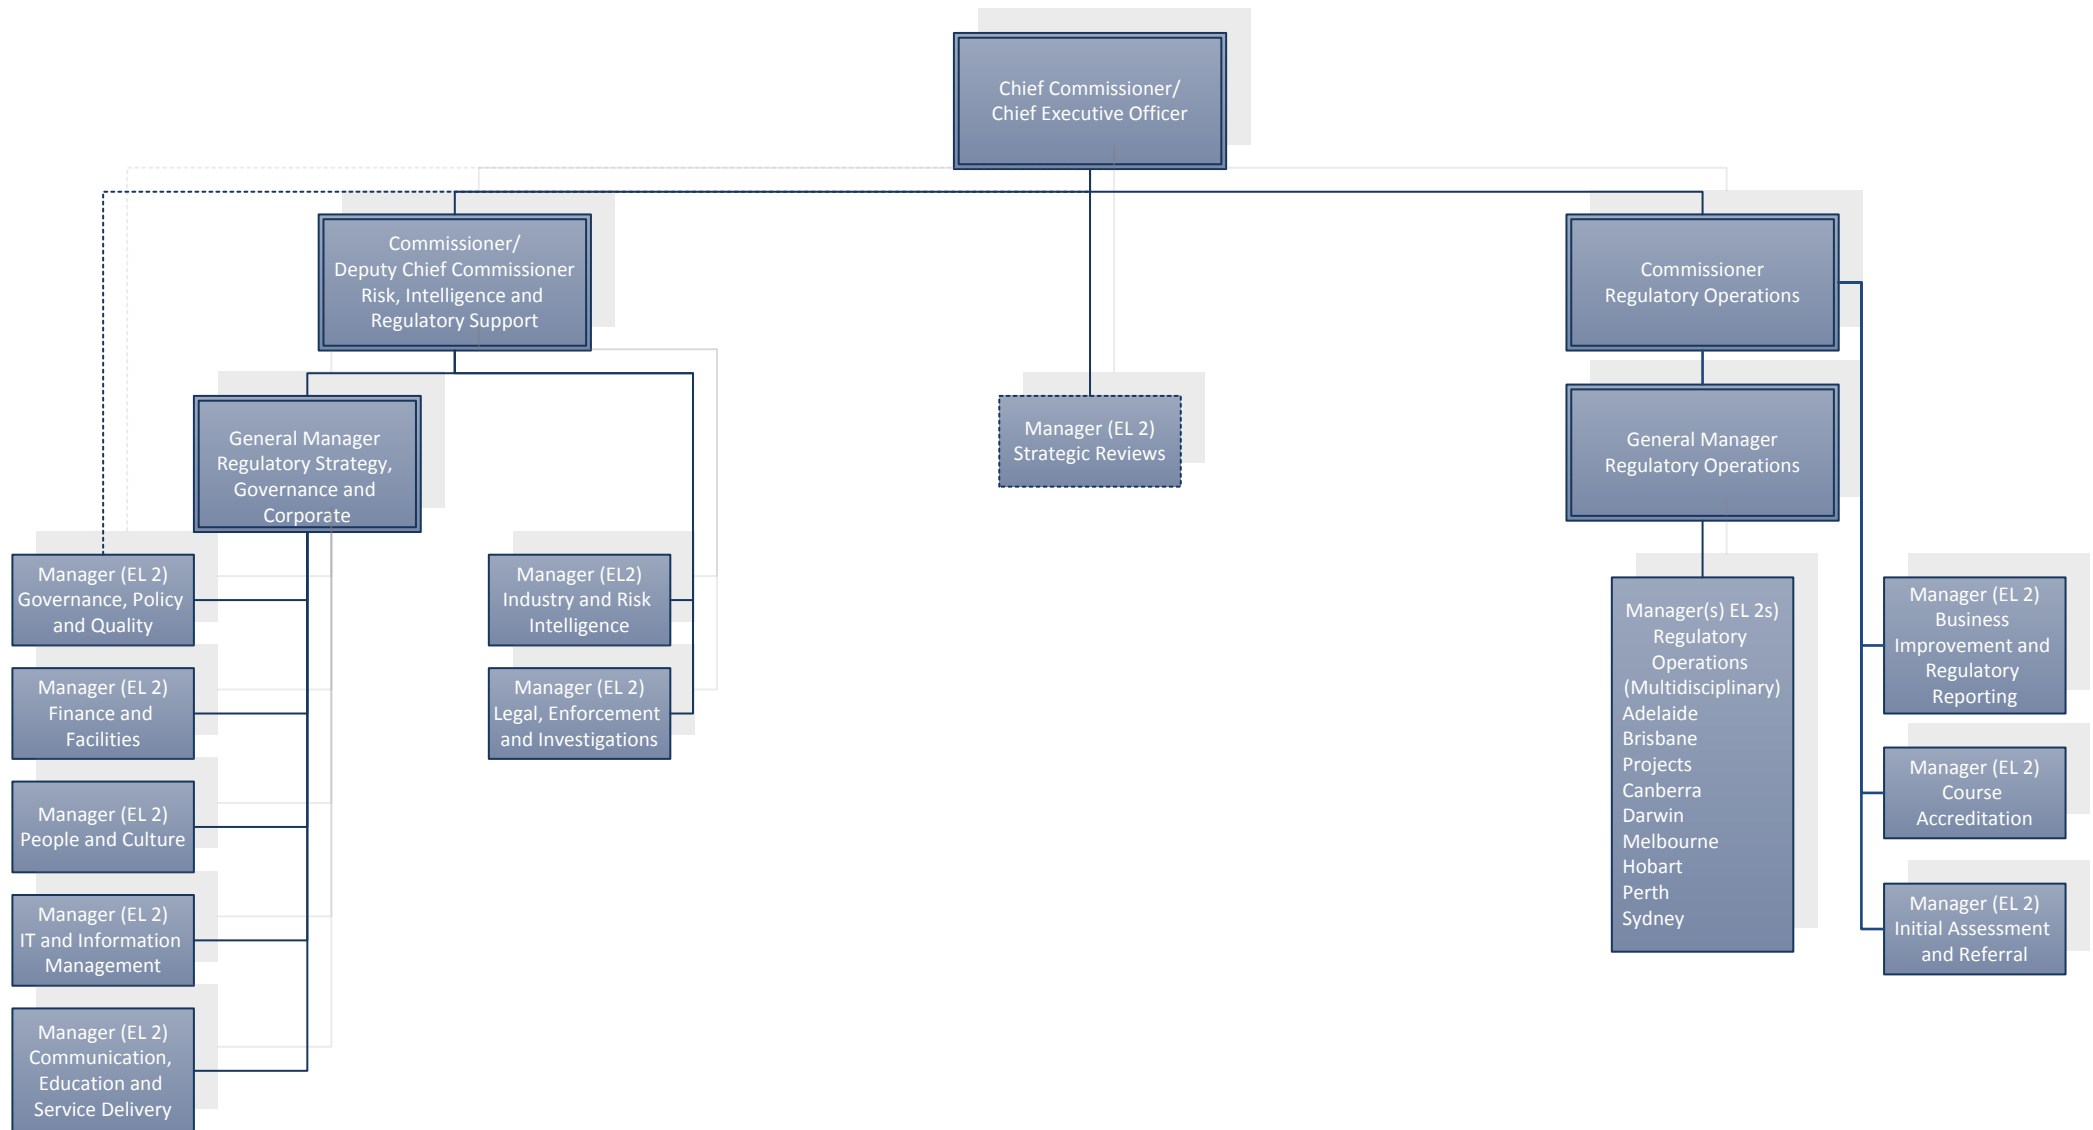 Chief Commissioner/
Chief Executive Officer
Commissioner/
Deputy Chief Commissioner
Risk, Intelligence and
Regulatory Support
Commissioner
Regulatory Operations
General Manager
Regulatory Strategy,
Governance and
Corporate
Manager (EL 2)
Strategic Reviews
General Manager
Regulatory Operations
Manager (EL 2)
Governance, Policy
and Quality
Manager (EL 2)
Finance and
Facilities
Manager (EL 2)
People and Culture
Manager (EL 2)
IT and Information
Management
Manager (EL 2)
Communication,
Education and
Service Delivery
Manager (EL2)
Industry and Risk
Intelligence
Manager (EL 2)
Legal, Enforcement
and Investigations
Manager(s) EL 2s)
Regulatory
Operations
(Multidisciplinary)
Adelaide
Brisbane
Projects
Canberra
Darwin
Melbourne
Hobart
Perth
Sydney
Manager (EL 2)
Business
Improvement and
Regulatory
Reporting
Manager (EL 2)
Course
Accreditation
Manager (EL 2)
Initial Assessment
and Referral